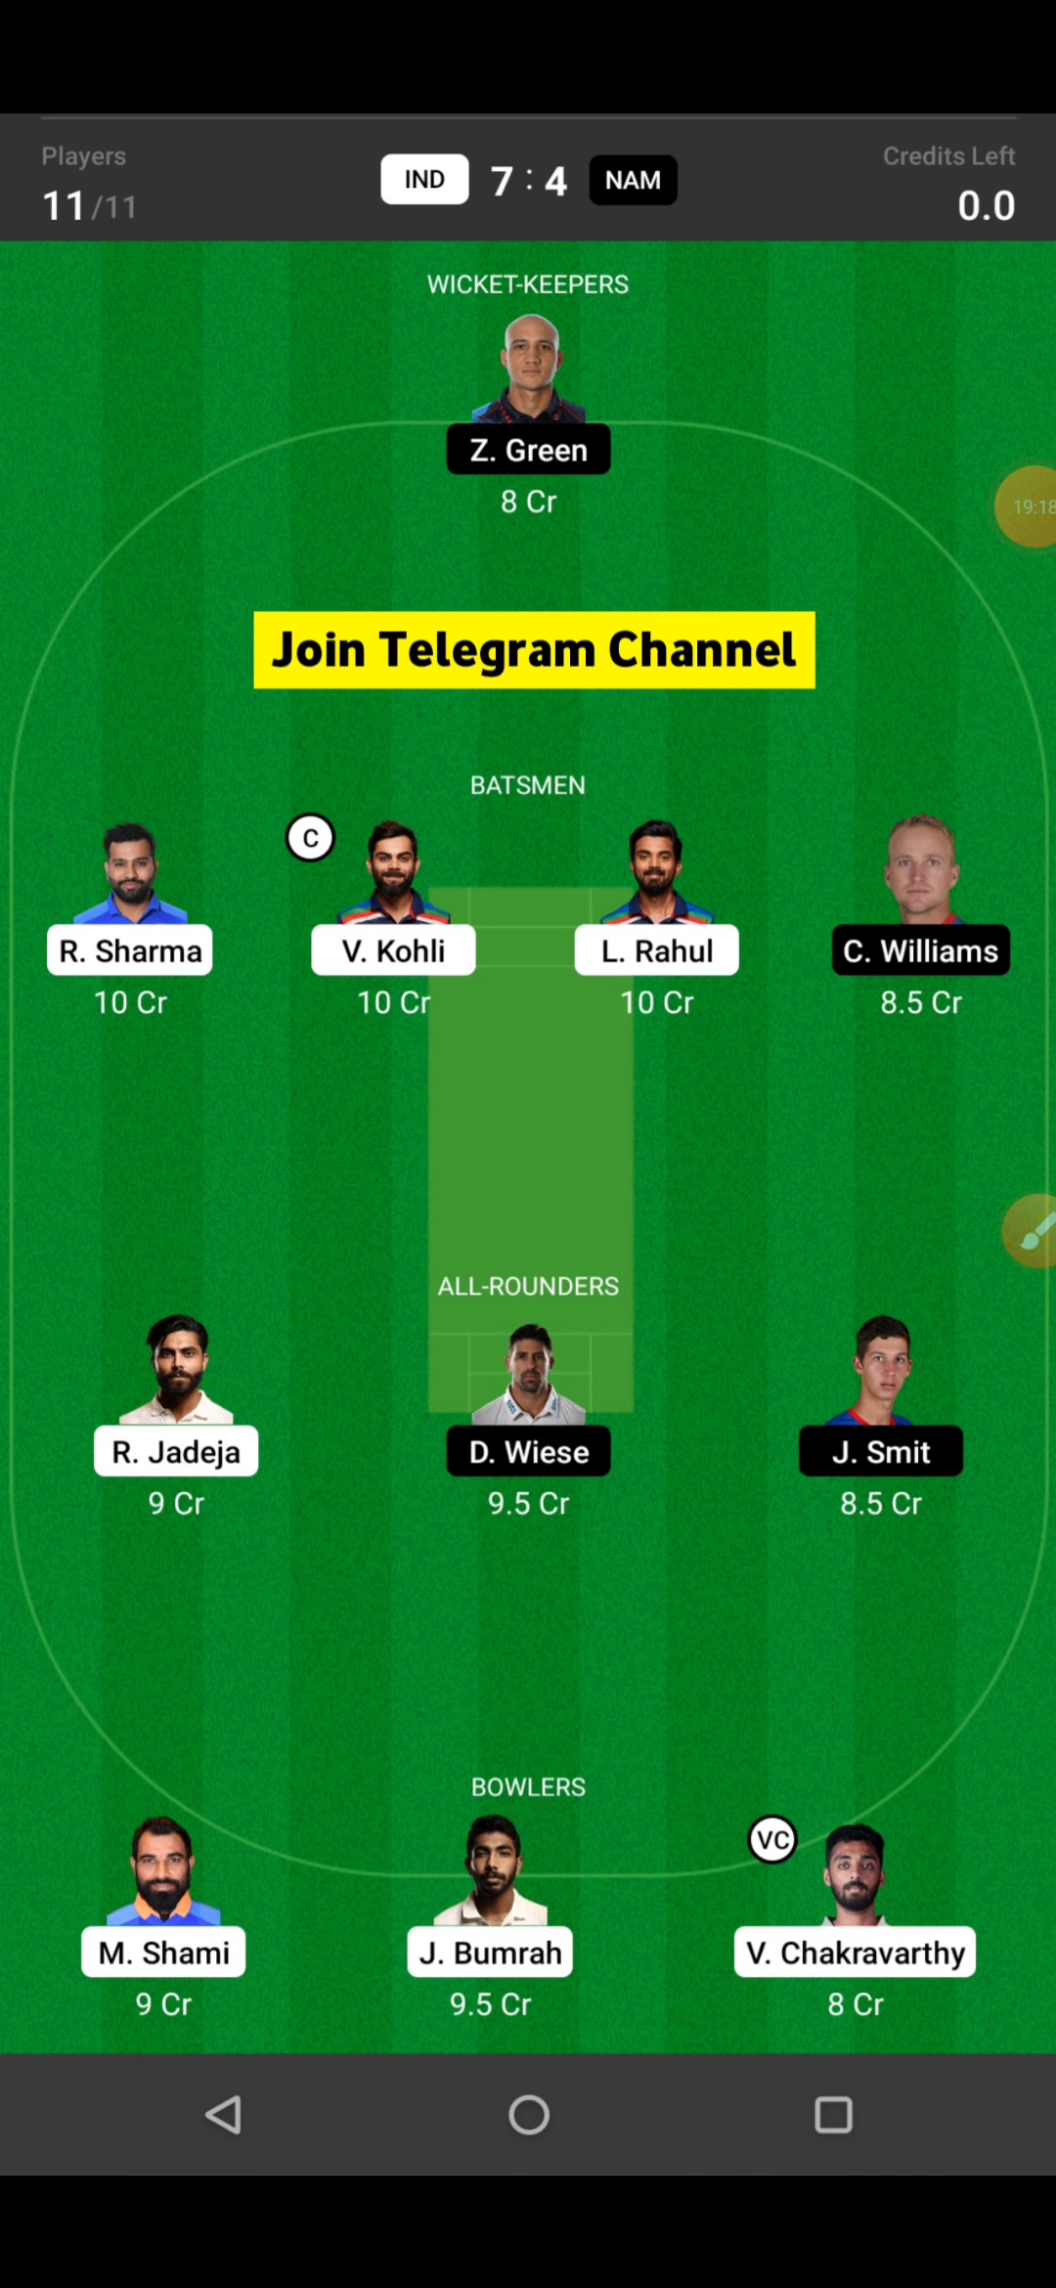 Players
Credits Left
IND 7 : 4 NAM
11/11
0.0
WICKET-KEEPERS
Z. Green
8 Cr
19:18
Join Telegram Channel
BATSMEN
C
R. Sharma V. Kohli L. Rahul C. Williams
10 Cr 10 Cr 10 Cr 8.5 Cr
ALL-ROUNDERS
R. Jadeja D. Wiese J. Smit
9 Cr 9.5 Cr 8.5 Cr
BOWLERS
VC
M. Shami J. Bumrah V. Chakravarthy
9 Cr 9.5 Cr 8 Cr